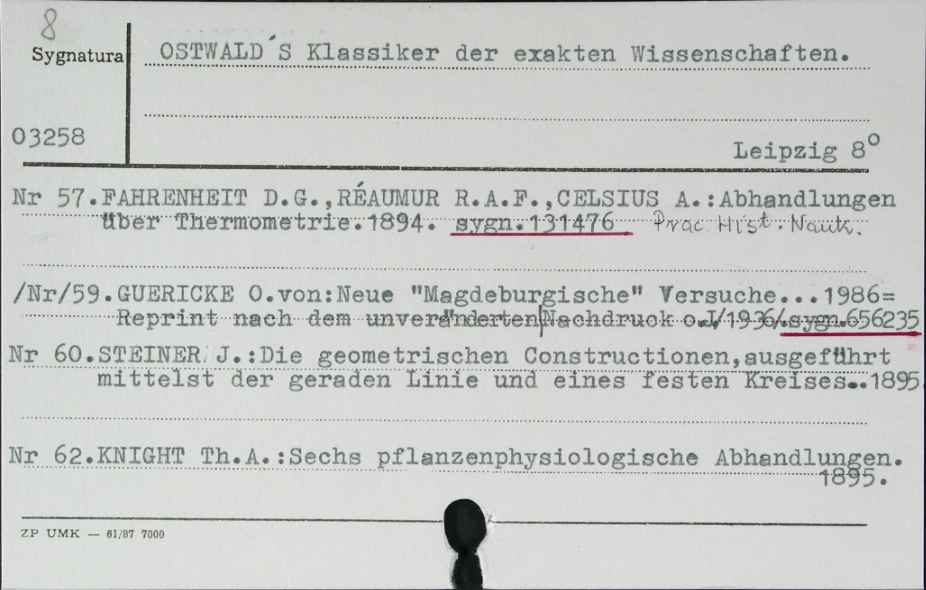 8
Sygnatura
OSTWALD´S Klassiker der exakten Wissenschaften.
03258
Leipzig 8°
Nr 57.FAHRENHEIT D.G.,RÉAUMUR R.A.F.,CELSIUS A.:Abhandlungen
über Thermometrie.1894. sygn.131476 Prac. Hist. Nauk.
/Nr/59.GUERICKE O.von:Neue "Magdeburgische" Versuche...1986=
Reprint nach dem unveränderten Nachdruck o.J/1936/.sygn.656235
Nr 60.STEINER J.:Die geometrischen Constructionen,ausgeführt
mittelst der geraden Linie und eines festen Kreises..1895
Nr 62.KNIGHT Th.A.:Sechs pflanzenphysiologische Abhandlungen.
1895.
ZP UMK — 61/87 7000